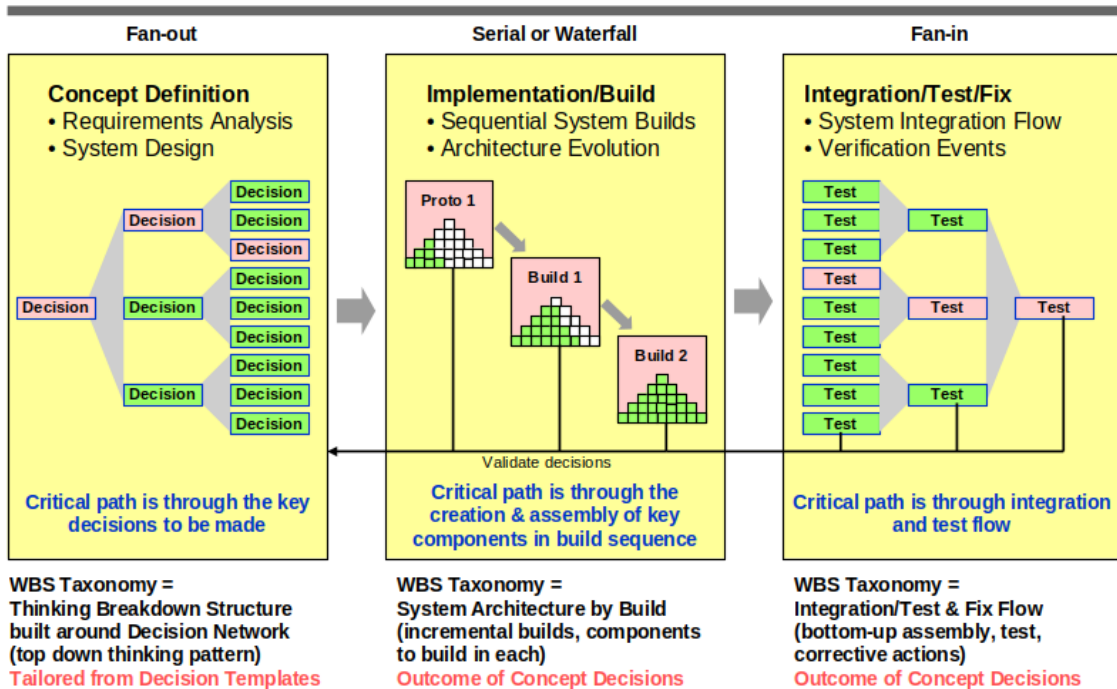 Fan-out
Serial or Waterfall
Fan-in
Concept Definition
• Requirements Analysis
• System Design
Decision
Decision
Decision
Decision
Decision
Decision
Decision
Decision
Decision
Decision
Decision
Decision
Decision
Critical path is through the key
decisions to be made
Implementation/Build
• Sequential System Builds
• Architecture Evolution
Proto 1
Build 1
Build 2
Validate decisions
Critical path is through the
creation & assembly of key
components in build sequence
Integration/Test/Fix
• System Integration Flow
• Verification Events
Test
Test
Test
Test
Test
Test
Test
Test
Test
Test
Test
Test
Test
Critical path is through integration
and test flow
WBS Taxonomy =
Thinking Breakdown Structure
built around Decision Network
(top down thinking pattern)
Tailored from Decision Templates
WBS Taxonomy =
System Architecture by Build
(incremental builds, components
to build in each)
Outcome of Concept Decisions
WBS Taxonomy =
Integration/Test & Fix Flow
(bottom-up assembly, test,
corrective actions)
Outcome of Concept Decisions